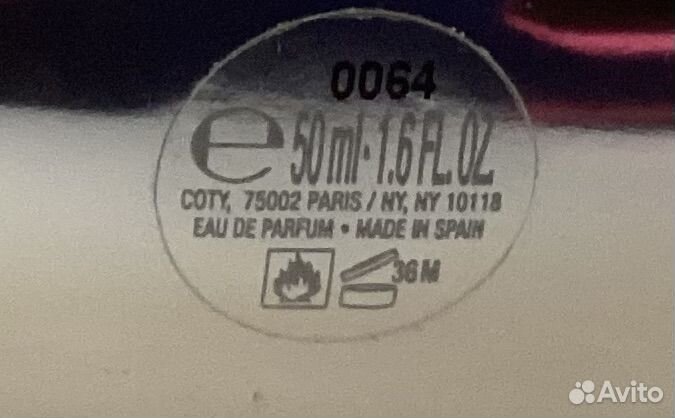 0064
℮ 50 ml · 1.6 FL. OZ
COTY, 75002 PARIS / NY, NY 10118
EAU DE PARFUM • MADE IN SPAIN
36 M
Avito